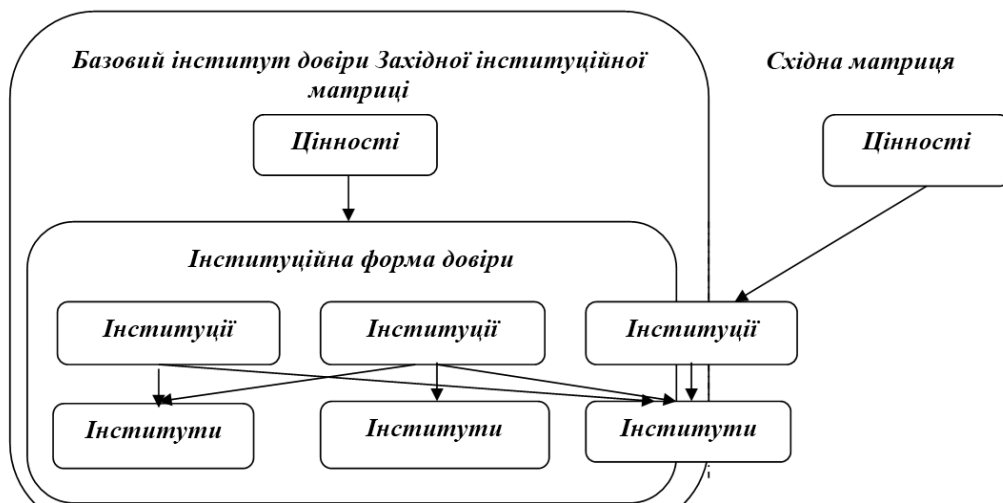 Базовий інститут довіри Західної інституційної
матриці
Східна матриця
Цінності
Цінності
Інституційна форма довіри
Інституції
Інституції
Інституції
Інститути
Інститути
Інститути